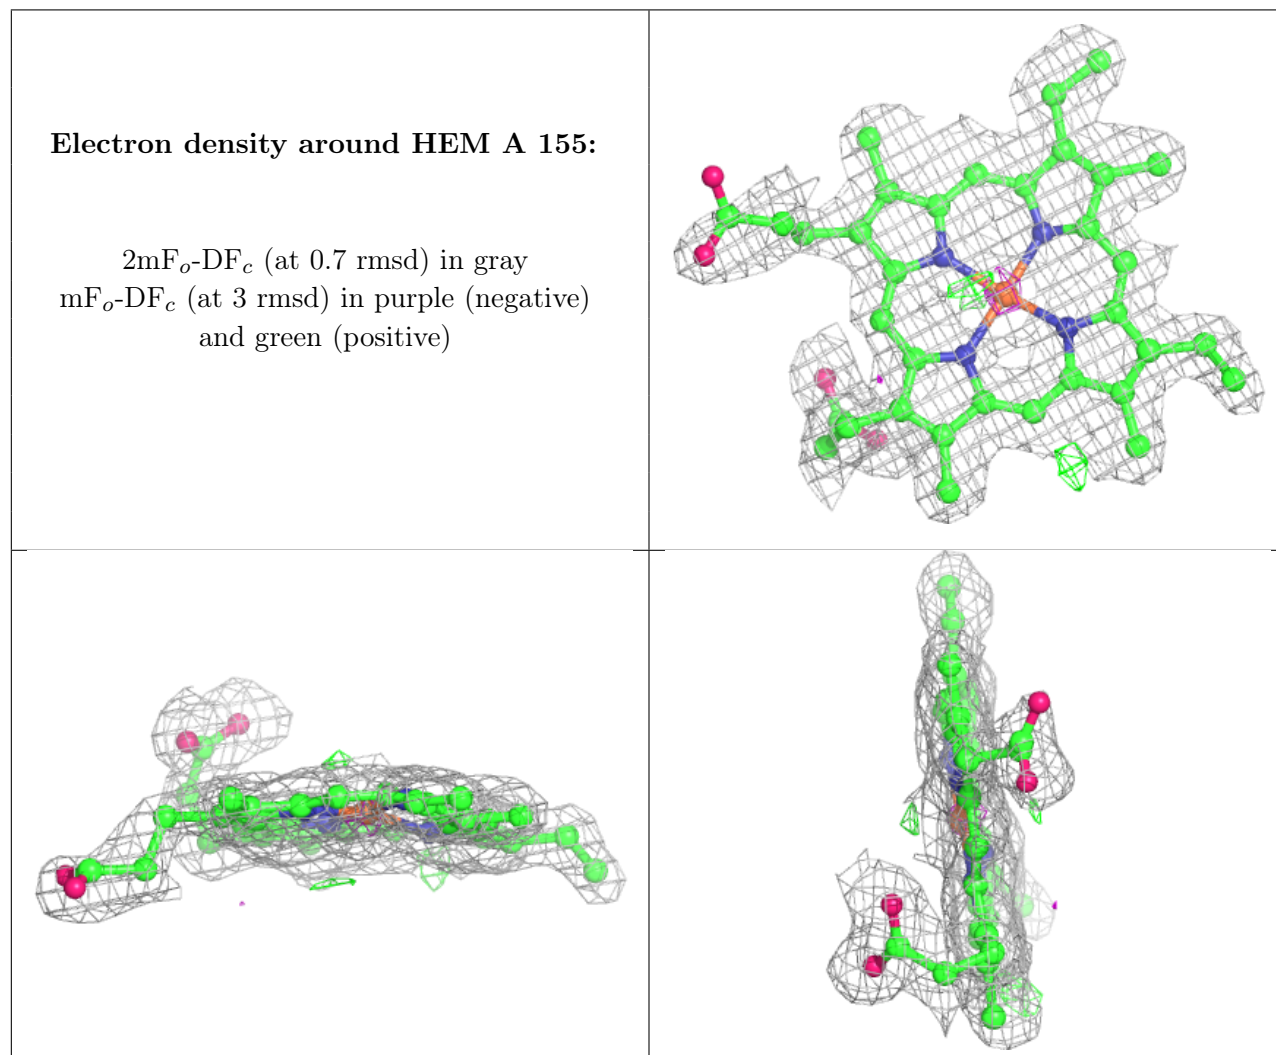 Electron density around HEM A 155:
2mFₒ-DF𝒸 (at 0.7 rmsd) in gray
mFₒ-DF𝒸 (at 3 rmsd) in purple (negative)
and green (positive)